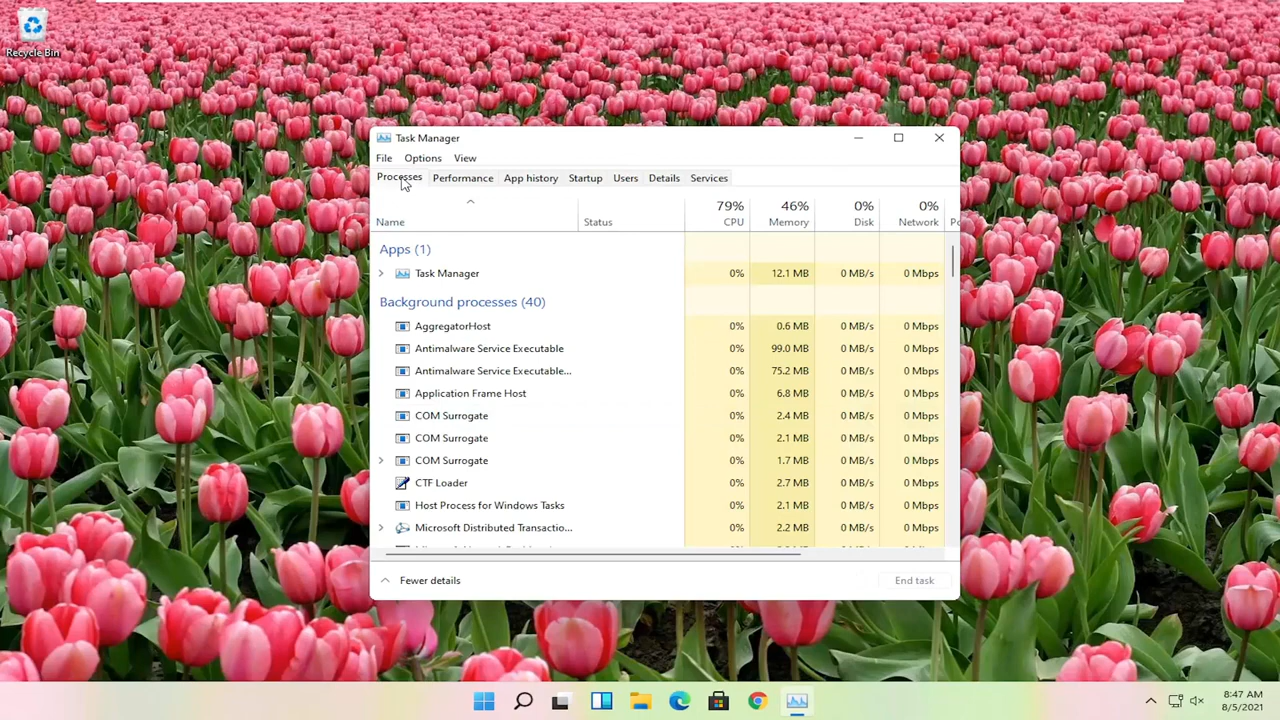 Recycle Bin
Task Manager
File Options View
Processes Performance App history Startup Users Details Services
79% 46% 0% 0%
Name Status CPU Memory Disk Network
Apps (1)
Task Manager 0% 12.1 MB 0 MB/s 0 Mbps
Background processes (40)
AggregatorHost 0% 0.6 MB 0 MB/s 0 Mbps
Antimalware Service Executable 0% 99.0 MB 0 MB/s 0 Mbps
Antimalware Service Executable... 0% 75.2 MB 0 MB/s 0 Mbps
Application Frame Host 0% 6.8 MB 0 MB/s 0 Mbps
COM Surrogate 0% 2.4 MB 0 MB/s 0 Mbps
COM Surrogate 0% 2.1 MB 0 MB/s 0 Mbps
COM Surrogate 0% 1.7 MB 0 MB/s 0 Mbps
CTF Loader 0% 2.7 MB 0 MB/s 0 Mbps
Host Process for Windows Tasks 0% 2.1 MB 0 MB/s 0 Mbps
Microsoft Distributed Transactio... 0% 2.2 MB 0 MB/s 0 Mbps
Fewer details End task
8:47 AM
8/5/2021